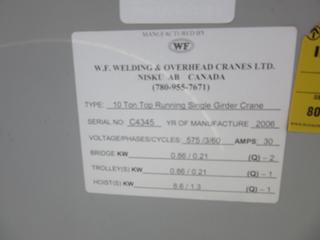 MANUFACTURED BY
WF
W.F. WELDING & OVERHEAD CRANES LTD.
NISKU AB CANADA
(780-955-7671)
TYPE: 10 Ton Top Running Single Girder Crane
SERIAL NO C4345 YR OF MANUFACTURE 2006
VOLTAGE/PHASES/CYCLES 575 /3/60 AMPS 30
BRIDGE KW 0.86 / 0.21 (Q) – 2
TROLLEY(S) KW 0.86 / 0.21 (Q) – 1
HOIST(S) KW 8.6 / 1.3 (Q) – 1
80